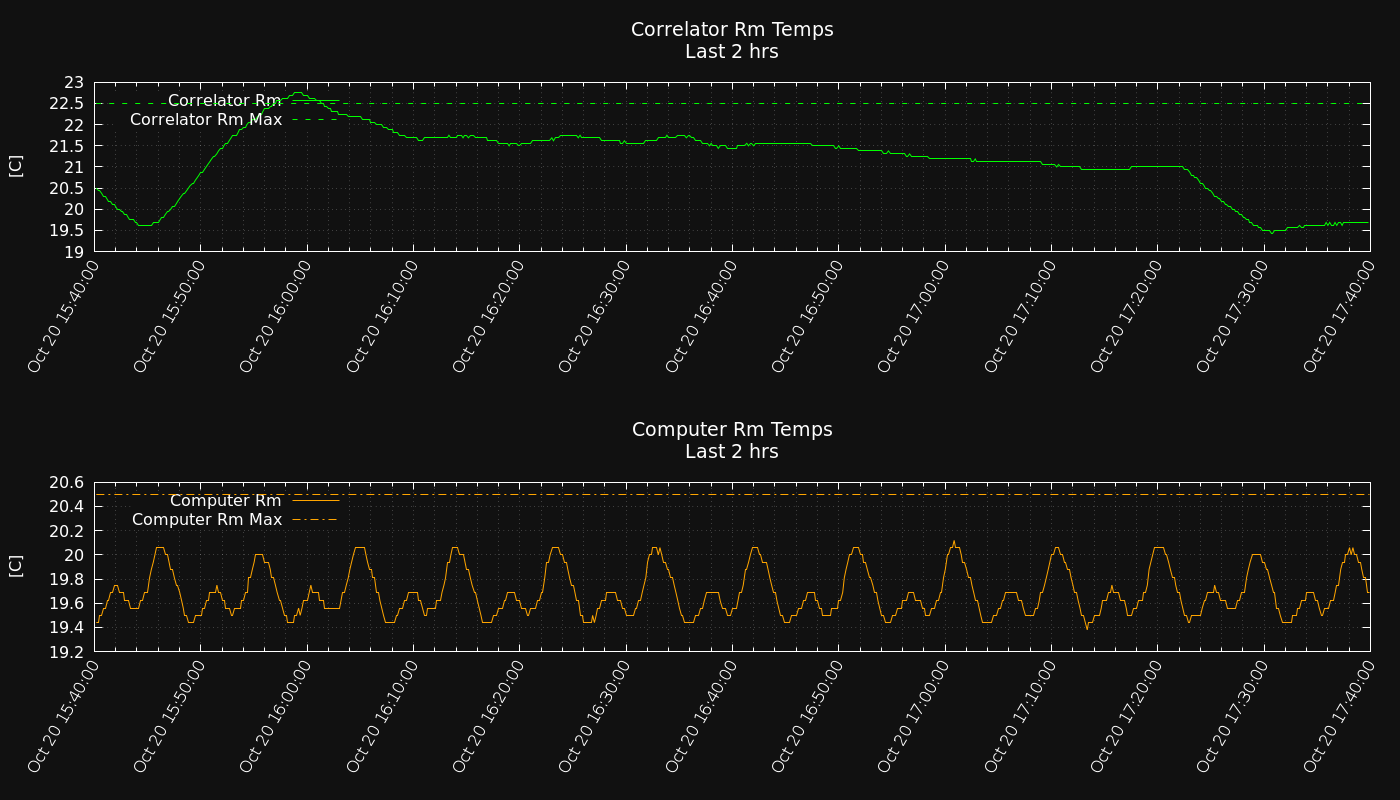 Correlator Rm Temps
Last 2 hrs
23
22.5
22
21.5
21
20.5
20
19.5
19
[C]
Correlator Rm
Correlator Rm Max
Oct 20 15:40:00
Oct 20 15:50:00
Oct 20 16:00:00
Oct 20 16:10:00
Oct 20 16:20:00
Oct 20 16:30:00
Oct 20 16:40:00
Oct 20 16:50:00
Oct 20 17:00:00
Oct 20 17:10:00
Oct 20 17:20:00
Oct 20 17:30:00
Oct 20 17:40:00
Computer Rm Temps
Last 2 hrs
20.6
20.4
20.2
20
19.8
19.6
19.4
19.2
[C]
Computer Rm
Computer Rm Max
Oct 20 15:40:00
Oct 20 15:50:00
Oct 20 16:00:00
Oct 20 16:10:00
Oct 20 16:20:00
Oct 20 16:30:00
Oct 20 16:40:00
Oct 20 16:50:00
Oct 20 17:00:00
Oct 20 17:10:00
Oct 20 17:20:00
Oct 20 17:30:00
Oct 20 17:40:00